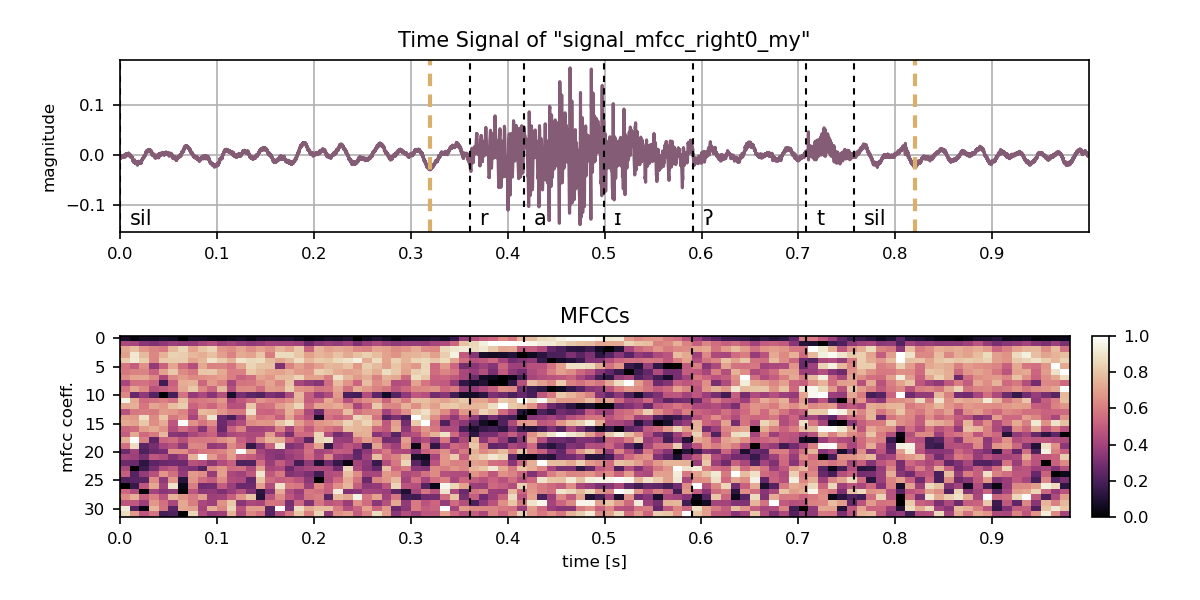 Time Signal of "signal_mfcc_right0_my"
magnitude
0.1
0.0
−0.1
sil r a ɪ ʔ t sil
0.0 0.1 0.2 0.3 0.4 0.5 0.6 0.7 0.8 0.9
MFCCs
mfcc coeff.
0
5
10
15
20
25
30
0.0 0.1 0.2 0.3 0.4 0.5 0.6 0.7 0.8 0.9
time [s]
1.0
0.8
0.6
0.4
0.2
0.0